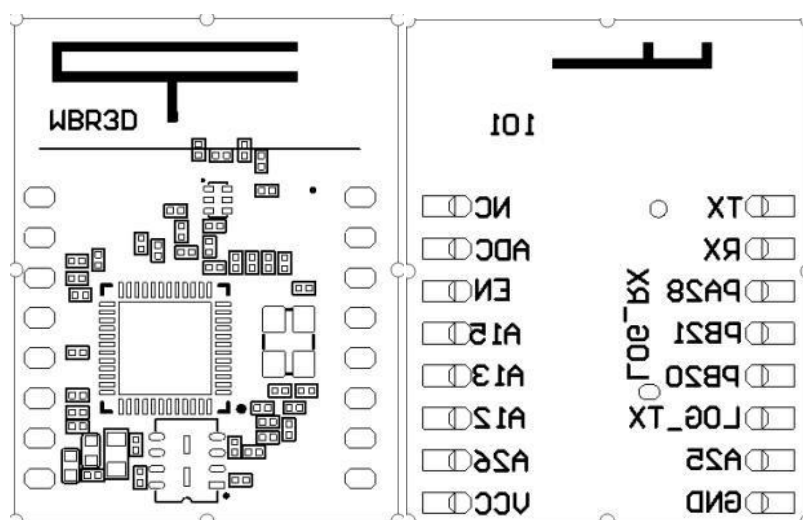 WBR3D
101
NC TX
ADC RX
EN PA28
A15 PB21
A13 PB20
A12 LOG_TX
A26 A25
VCC GND
LOG_RX